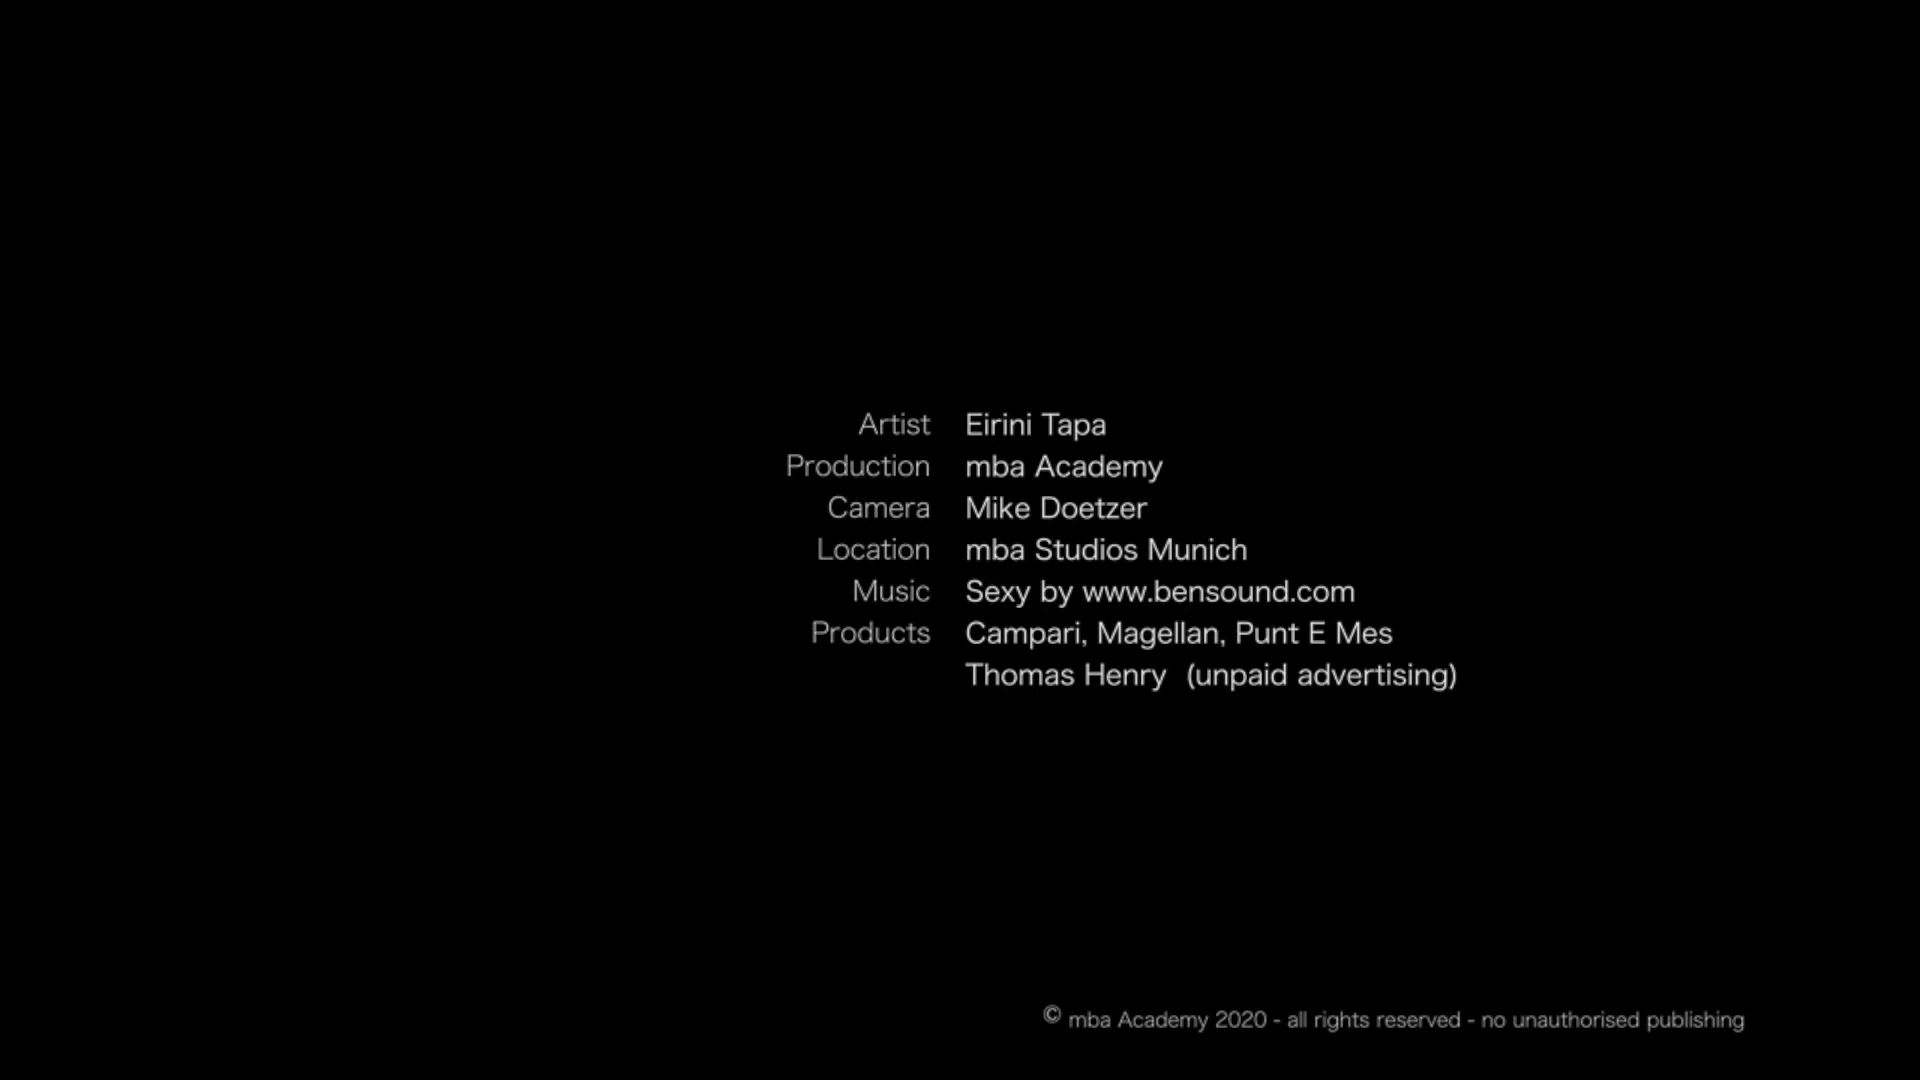 Artist Eirini Tapa
Production mba Academy
Camera Mike Doetzer
Location mba Studios Munich
Music Sexy by www.bensound.com
Products Campari, Magellan, Punt E Mes
Thomas Henry (unpaid advertising)
© mba Academy 2020 - all rights reserved - no unauthorised publishing